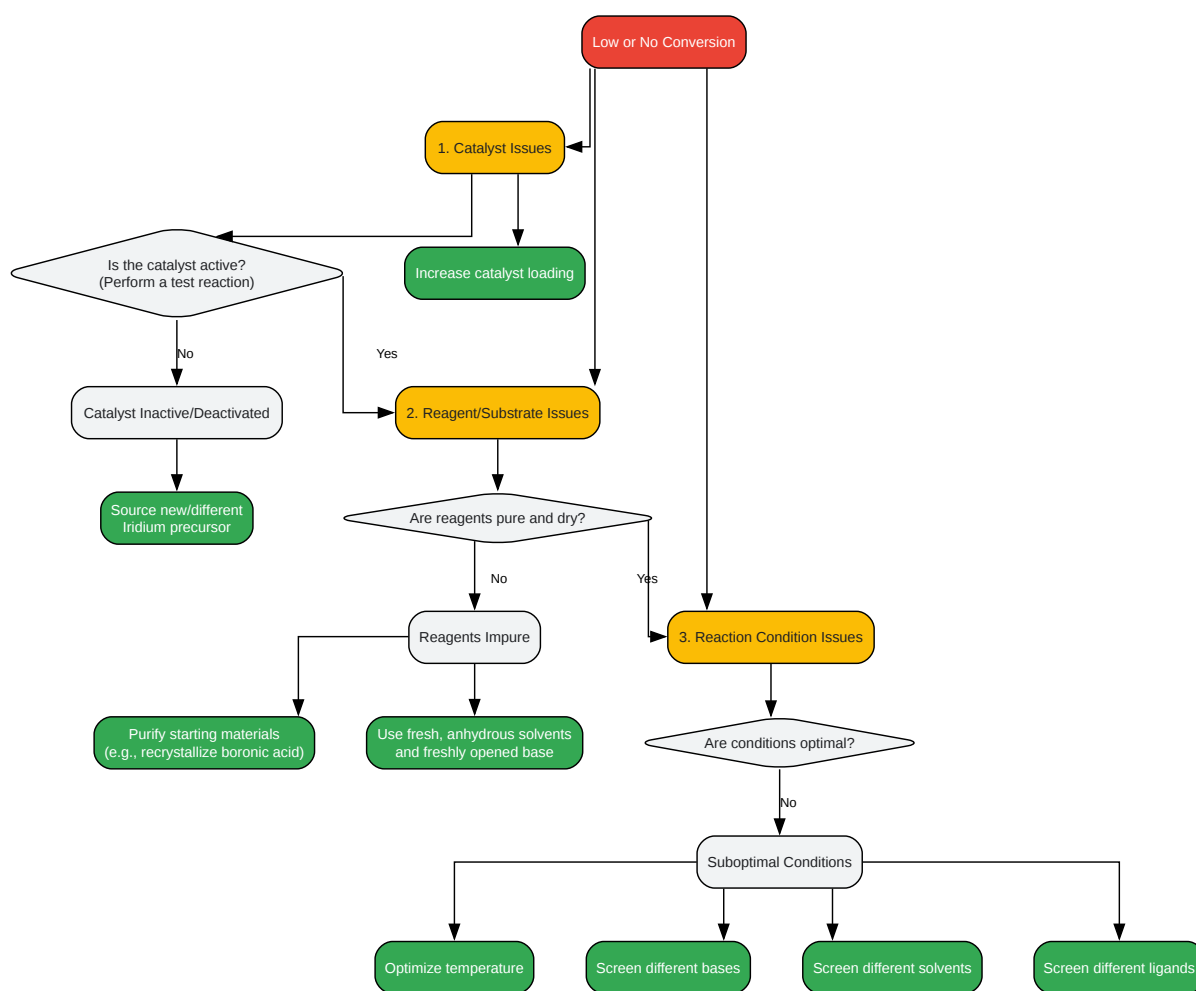 Low or No Conversion
1. Catalyst Issues
Is the catalyst active?
(Perform a test reaction)
Increase catalyst loading
No
Yes
Catalyst Inactive/Deactivated
2. Reagent/Substrate Issues
Source new/different
Iridium precursor
Are reagents pure and dry?
No
Yes
Reagents Impure
3. Reaction Condition Issues
Purify starting materials
(e.g., recrystallize boronic acid)
Use fresh, anhydrous solvents
and freshly opened base
Are conditions optimal?
No
Suboptimal Conditions
Optimize temperature
Screen different bases
Screen different solvents
Screen different ligands